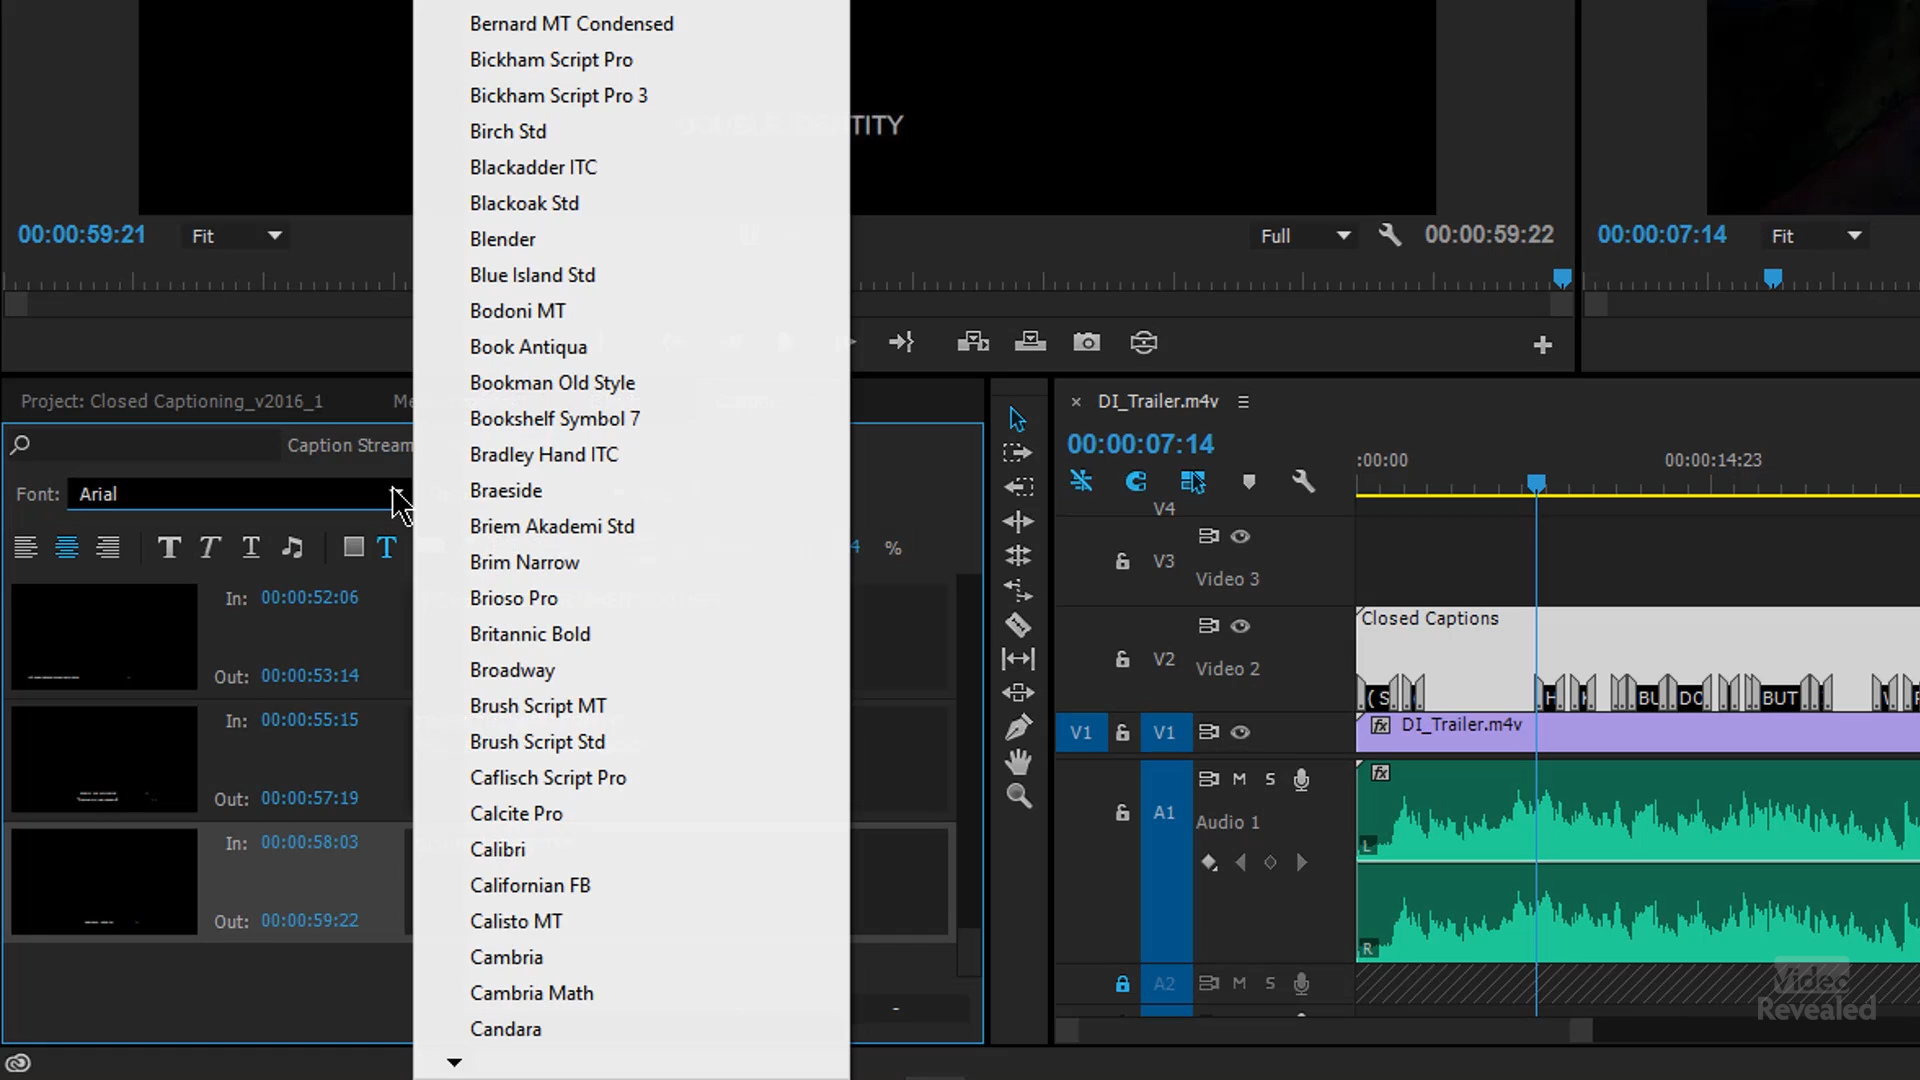 Bernard MT Condensed
Bickham Script Pro
Bickham Script Pro 3
Birch Std
Blackadder ITC
Blackoak Std
Blender
Blue Island Std
Bodoni MT
Book Antiqua
Bookman Old Style
Bookshelf Symbol 7
Bradley Hand ITC
Braeside
Briem Akademi Std
Brim Narrow
Brioso Pro
Britannic Bold
Broadway
Brush Script MT
Brush Script Std
Caflisch Script Pro
Calcite Pro
Calibri
Californian FB
Calisto MT
Cambria
Cambria Math
Candara
00:00:59:21 Fit
Full 00:00:59:22
00:00:07:14 Fit
Project: Closed Captioning_v2016_1
Caption Stream
Font: Arial
%
In: 00:00:52:06
Out: 00:00:53:14
In: 00:00:55:15
Out: 00:00:57:19
In: 00:00:58:03
Out: 00:00:59:22
DI_Trailer.m4v
00:00:07:14
:00:00 00:00:14:23
V4
V3 Video 3
V2 Video 2
Closed Captions
BUT
V1 V1
DI_Trailer.m4v
A1 M S
Audio 1
L
R
A2 M S
Video
Revealed